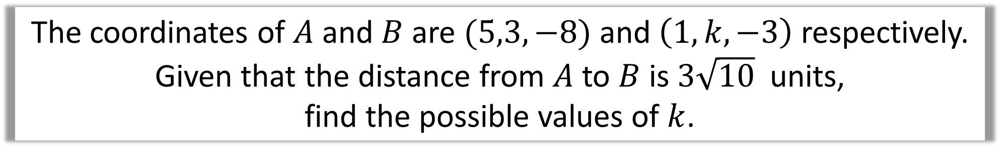 The coordinates of A and B are (5,3, −8) and (1, k, −3) respectively.
Given that the distance from A to B is 3√10 units,
find the possible values of k.